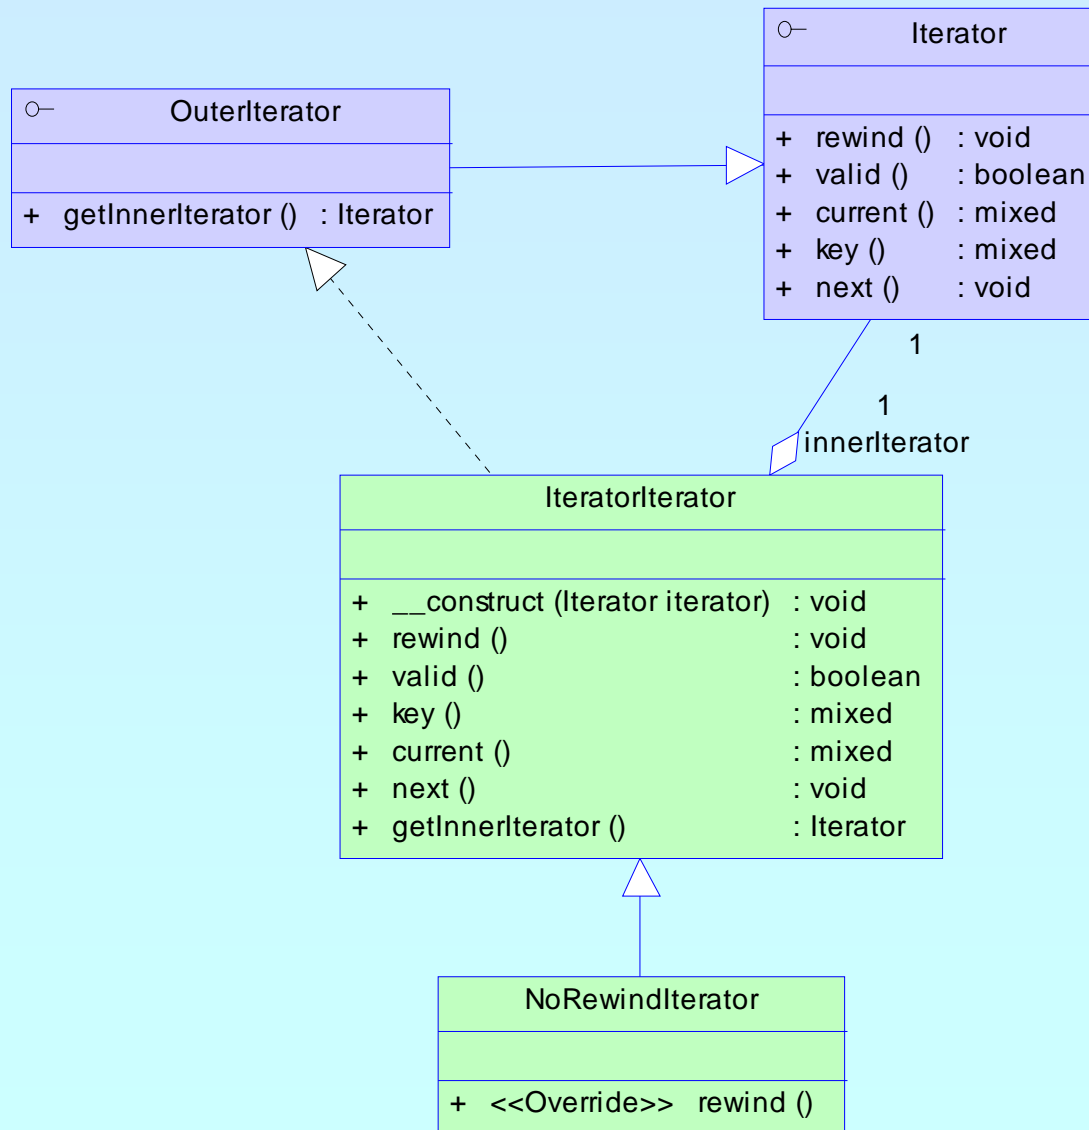 Iterator
+ rewind () : void
+ valid () : boolean
+ current () : mixed
+ key () : mixed
+ next () : void
OuterIterator
+ getInnerIterator () : Iterator
1
1
innerIterator
IteratorIterator
+ __construct (Iterator iterator) : void
+ rewind () : void
+ valid () : boolean
+ key () : mixed
+ current () : mixed
+ next () : void
+ getInnerIterator () : Iterator
NoRewindIterator
+ <<Override>> rewind ()